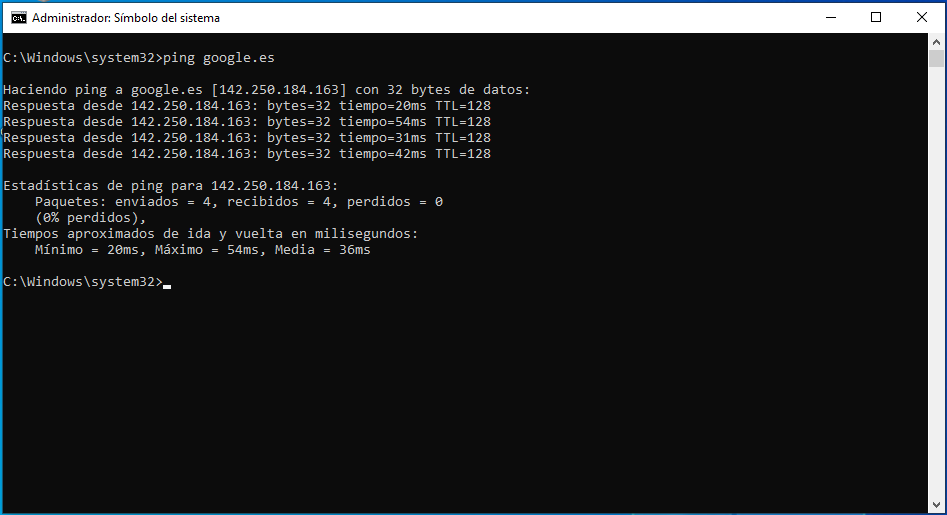 Administrador: Símbolo del sistema
C:\Windows\system32>ping google.es
Haciendo ping a google.es [142.250.184.163] con 32 bytes de datos:
Respuesta desde 142.250.184.163: bytes=32 tiempo=20ms TTL=128
Respuesta desde 142.250.184.163: bytes=32 tiempo=54ms TTL=128
Respuesta desde 142.250.184.163: bytes=32 tiempo=31ms TTL=128
Respuesta desde 142.250.184.163: bytes=32 tiempo=42ms TTL=128
Estadísticas de ping para 142.250.184.163:
    Paquetes: enviados = 4, recibidos = 4, perdidos = 0
    (0% perdidos),
Tiempos aproximados de ida y vuelta en milisegundos:
    Mínimo = 20ms, Máximo = 54ms, Media = 36ms
C:\Windows\system32>